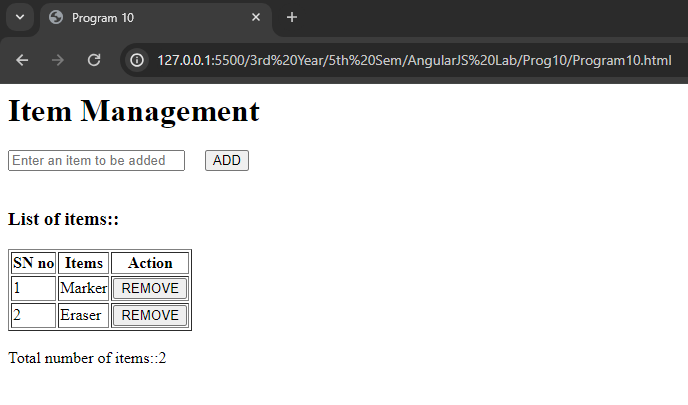 Program 10
127.0.0.1:5500/3rd%20Year/5th%20Sem/AngularJS%20Lab/Prog10/Program10.html
Item Management
Enter an item to be added ADD
List of items::
SN no Items Action
1 Marker REMOVE
2 Eraser REMOVE
Total number of items::2